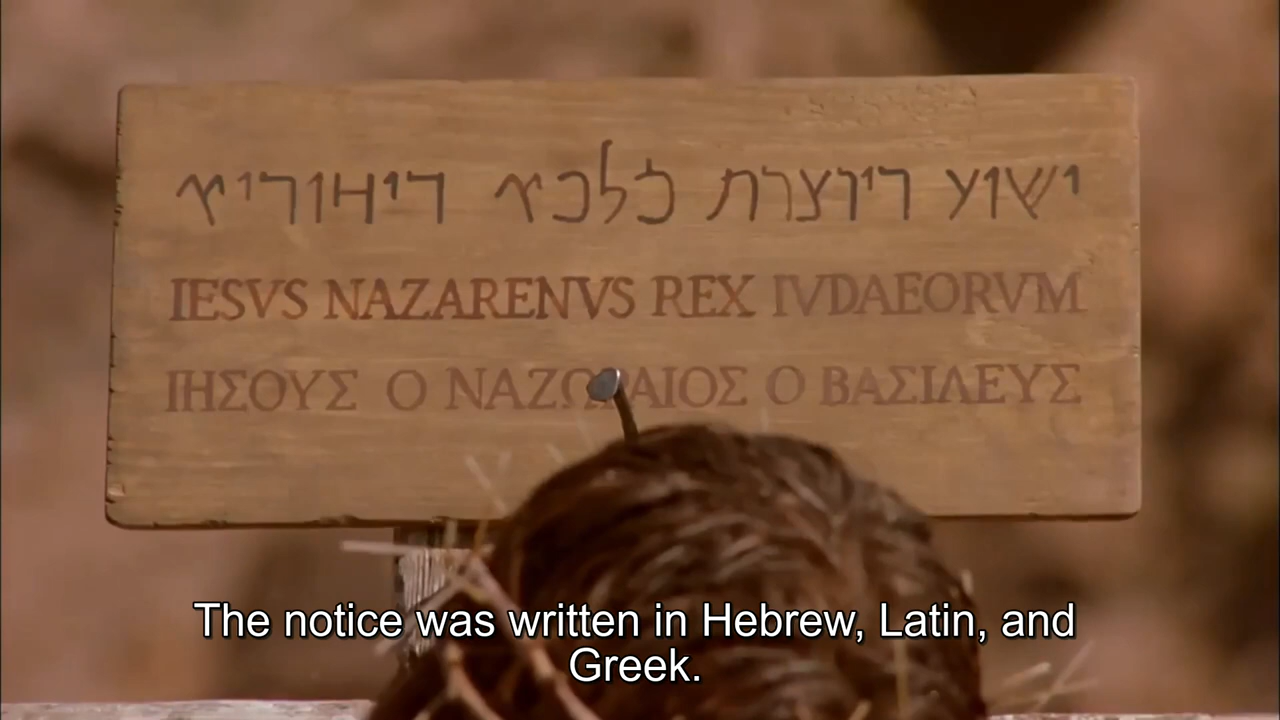 ישוע דנוצרת מלכא דיהודיא
IESVS NAZARENVS REX IVDAEORVM
ΙΗΣΟΥΣ Ο ΝΑΖΩΡΑΙΟΣ Ο ΒΑΣΙΛΕΥΣ
The notice was written in Hebrew, Latin, and
Greek.